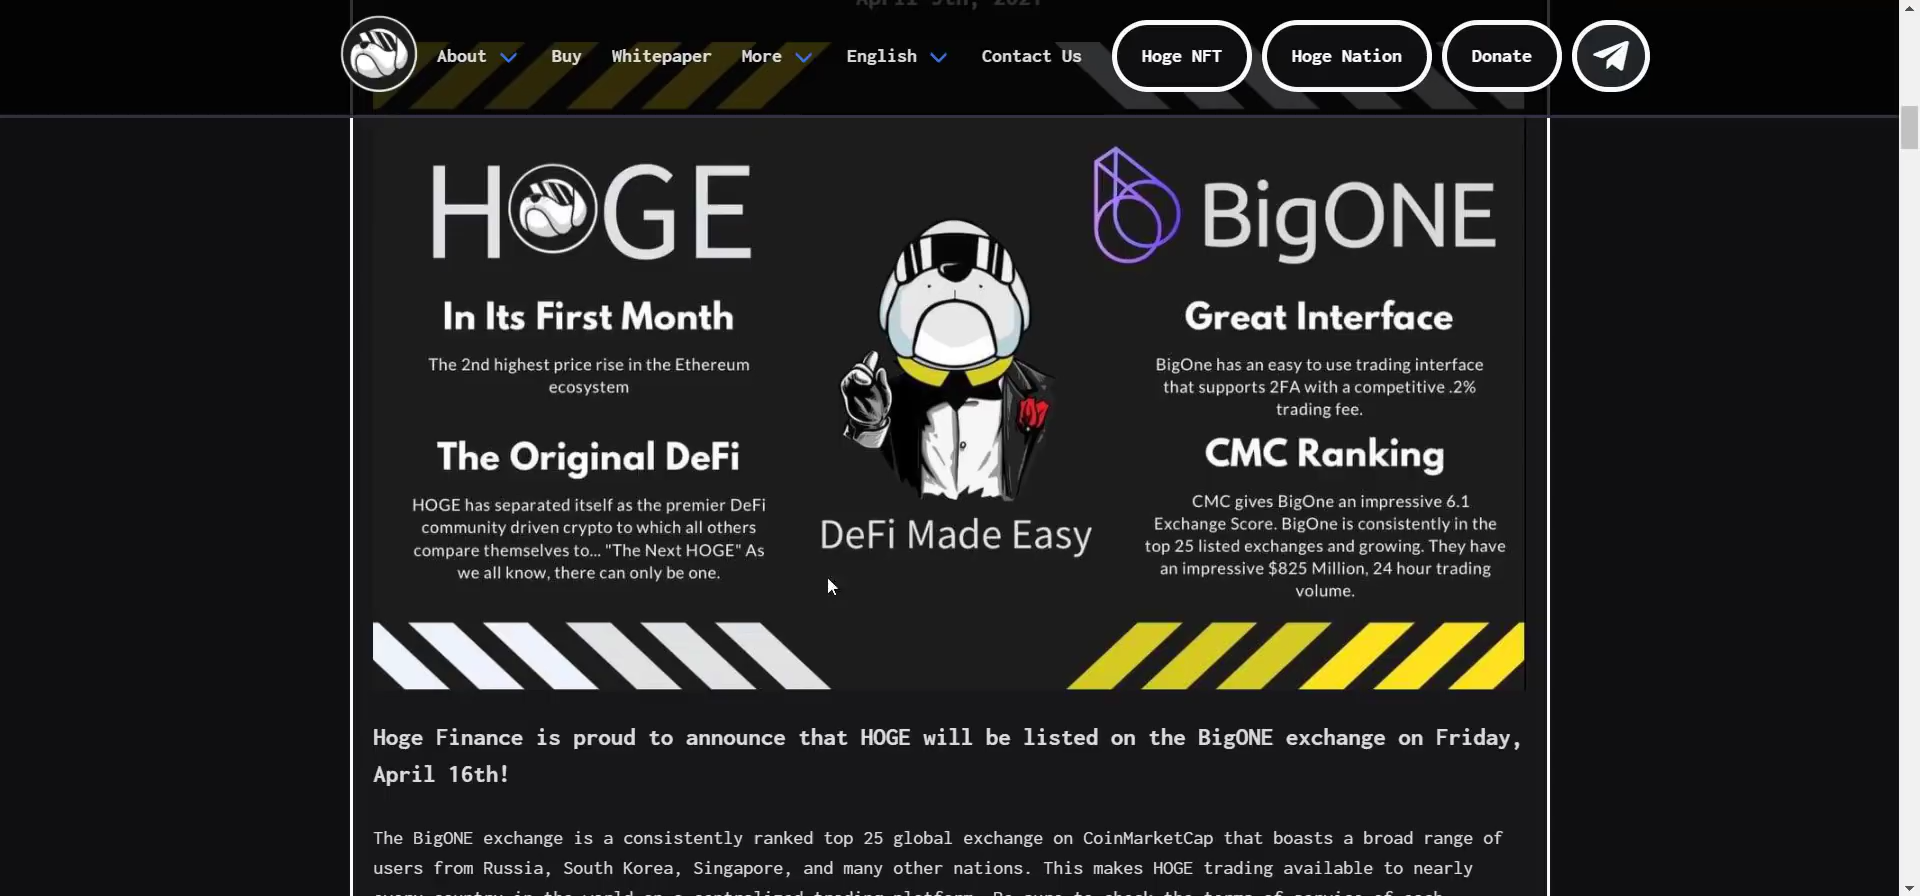 About
Buy
Whitepaper
More
English
Contact Us
Hoge NFT
Hoge Nation
Donate
HOGE
In Its First Month
The 2nd highest price rise in the Ethereum
ecosystem
The Original DeFi
HOGE has separated itself as the premier DeFi
community driven crypto to which all others
compare themselves to... "The Next HOGE" As
we all know, there can only be one.
DeFi Made Easy
BigONE
Great Interface
BigOne has an easy to use trading interface
that supports 2FA with a competitive .2%
trading fee.
CMC Ranking
CMC gives BigOne an impressive 6.1
Exchange Score. BigOne is consistently in the
top 25 listed exchanges and growing. They have
an impressive $825 Million, 24 hour trading
volume.
Hoge Finance is proud to announce that HOGE will be listed on the BigONE exchange on Friday,
April 16th!
The BigONE exchange is a consistently ranked top 25 global exchange on CoinMarketCap that boasts a broad range of
users from Russia, South Korea, Singapore, and many other nations. This makes HOGE trading available to nearly